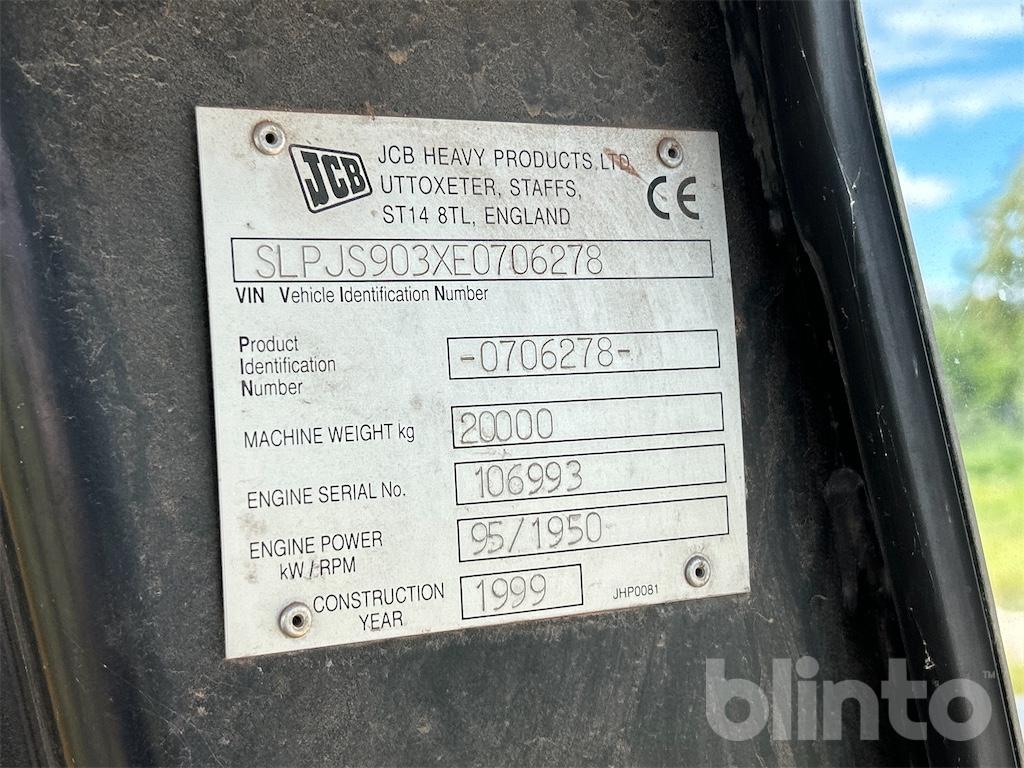 JCB
JCB HEAVY PRODUCTS. LTD.
UTTOXETER, STAFFS,
ST14 8TL, ENGLAND
CE
SLPJS903XE0706278
VIN Vehicle Identification Number
Product
Identification
Number
-0706278-
MACHINE WEIGHT kg
20000
ENGINE SERIAL No.
106993
ENGINE POWER
kW / RPM
95/1950
CONSTRUCTION
YEAR
1999
JHP0081
blinto™